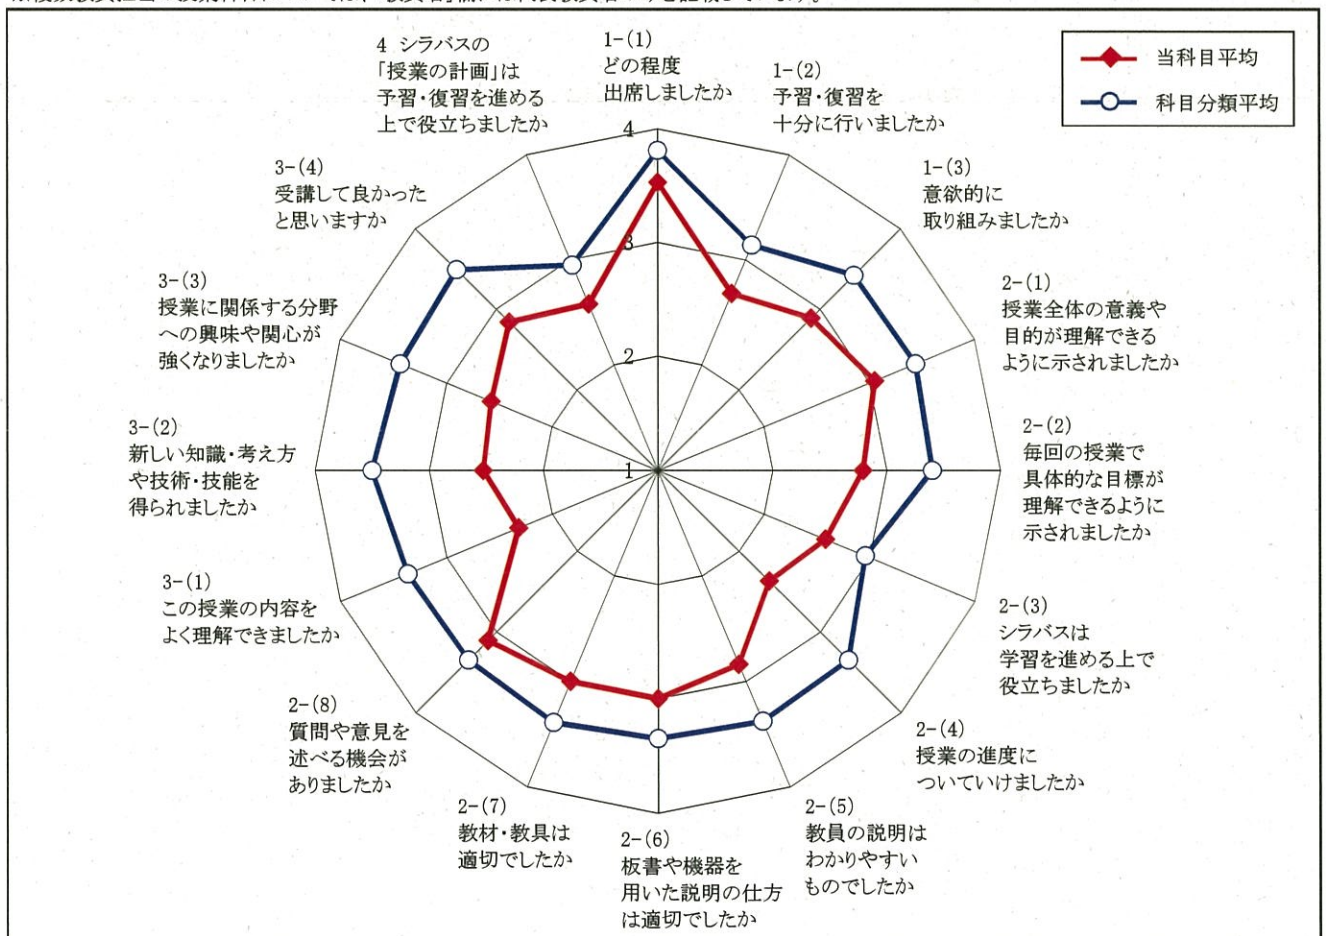 4 シラバスの
「授業の計画」は
予習・復習を進める
上で役立ちましたか
1-(1)
どの程度
出席しましたか
1-(2)
予習・復習を
十分に行いましたか
当科目平均
科目分類平均
1-(3)
意欲的に
取り組みましたか
2-(1)
授業全体の意義や
目的が理解できる
ように示されましたか
2-(2)
毎回の授業で
具体的な目標が
理解できるように
示されましたか
2-(3)
シラバスは
学習を進める上で
役立ちましたか
2-(4)
授業の進度に
ついていけましたか
2-(5)
教員の説明は
わかりやすい
ものでしたか
2-(6)
板書や機器を
用いた説明の仕方
は適切でしたか
2-(7)
教材・教具は
適切でしたか
2-(8)
質問や意見を
述べる機会が
ありましたか
3-(1)
この授業の内容を
よく理解できましたか
3-(2)
新しい知識・考え方
や技術・技能を
得られましたか
3-(3)
授業に関係する分野
への興味や関心が
強くなりましたか
3-(4)
受講して良かった
と思いますか
4
3
2
1